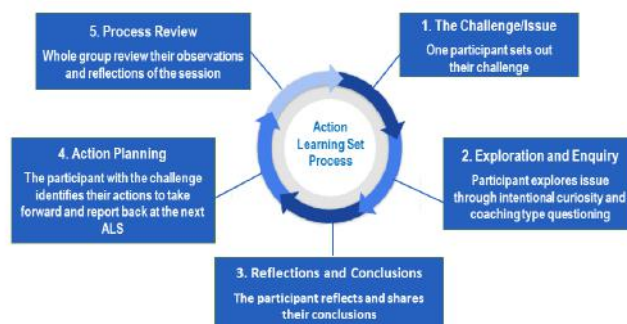 5. Process Review
Whole group review their observations
and reflections of the session
1. The Challenge/Issue
One participant sets out
their challenge
Action
Learning Set
Process
4. Action Planning
The participant with the challenge
identifies their actions to take
forward and report back at the next
ALS
2. Exploration and Enquiry
Participant explores issue
through intentional curiosity and
coaching type questioning
3. Reflections and Conclusions
The participant reflects and shares
their conclusions